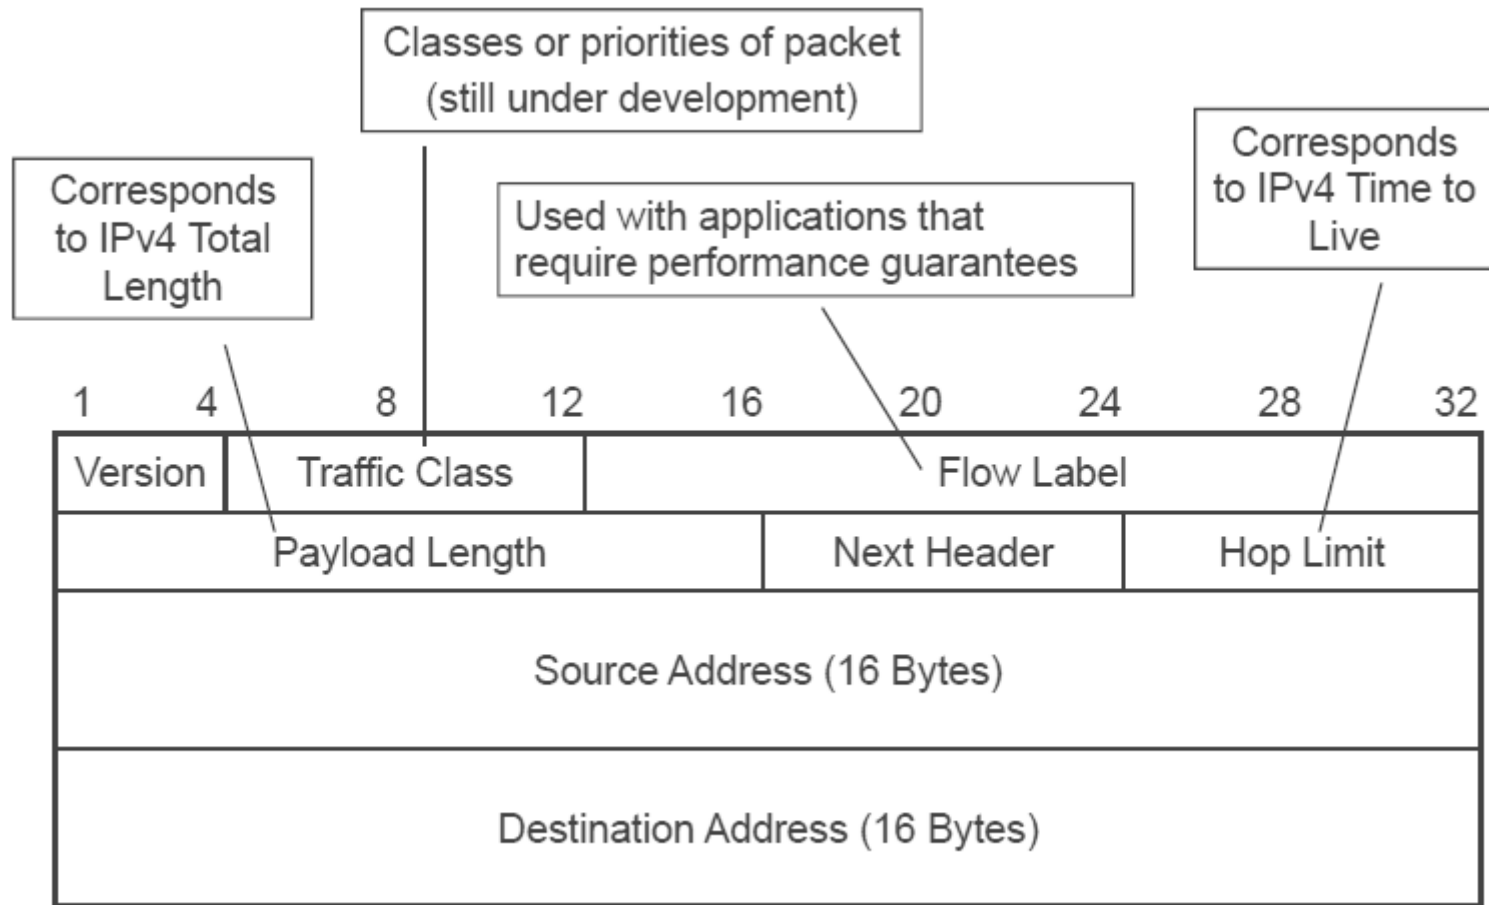 Classes or priorities of packet
(still under development)
Corresponds
to IPv4 Time to
Live
Corresponds
to IPv4 Total
Length
Used with applications that
require performance guarantees
1 4 8 12 16 20 24 28 32
Version Traffic Class Flow Label
Payload Length Next Header Hop Limit
Source Address (16 Bytes)
Destination Address (16 Bytes)